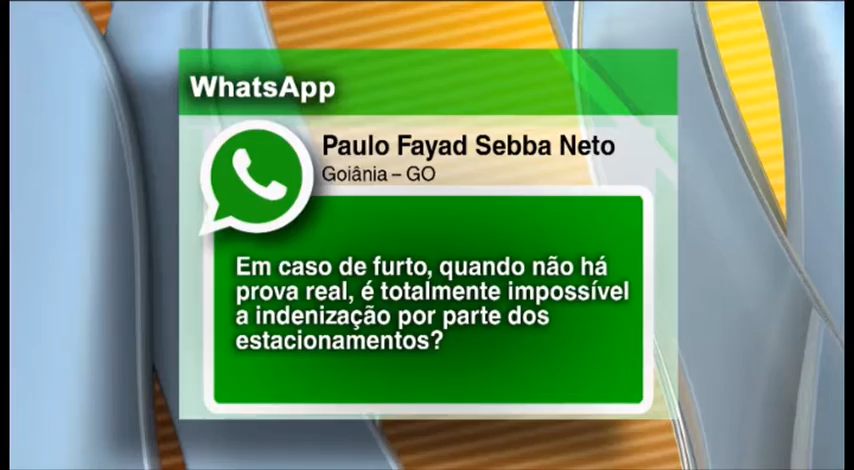 WhatsApp
Paulo Fayad Sebba Neto
Goiânia – GO
Em caso de furto, quando não há
prova real, é totalmente impossível
a indenização por parte dos
estacionamentos?